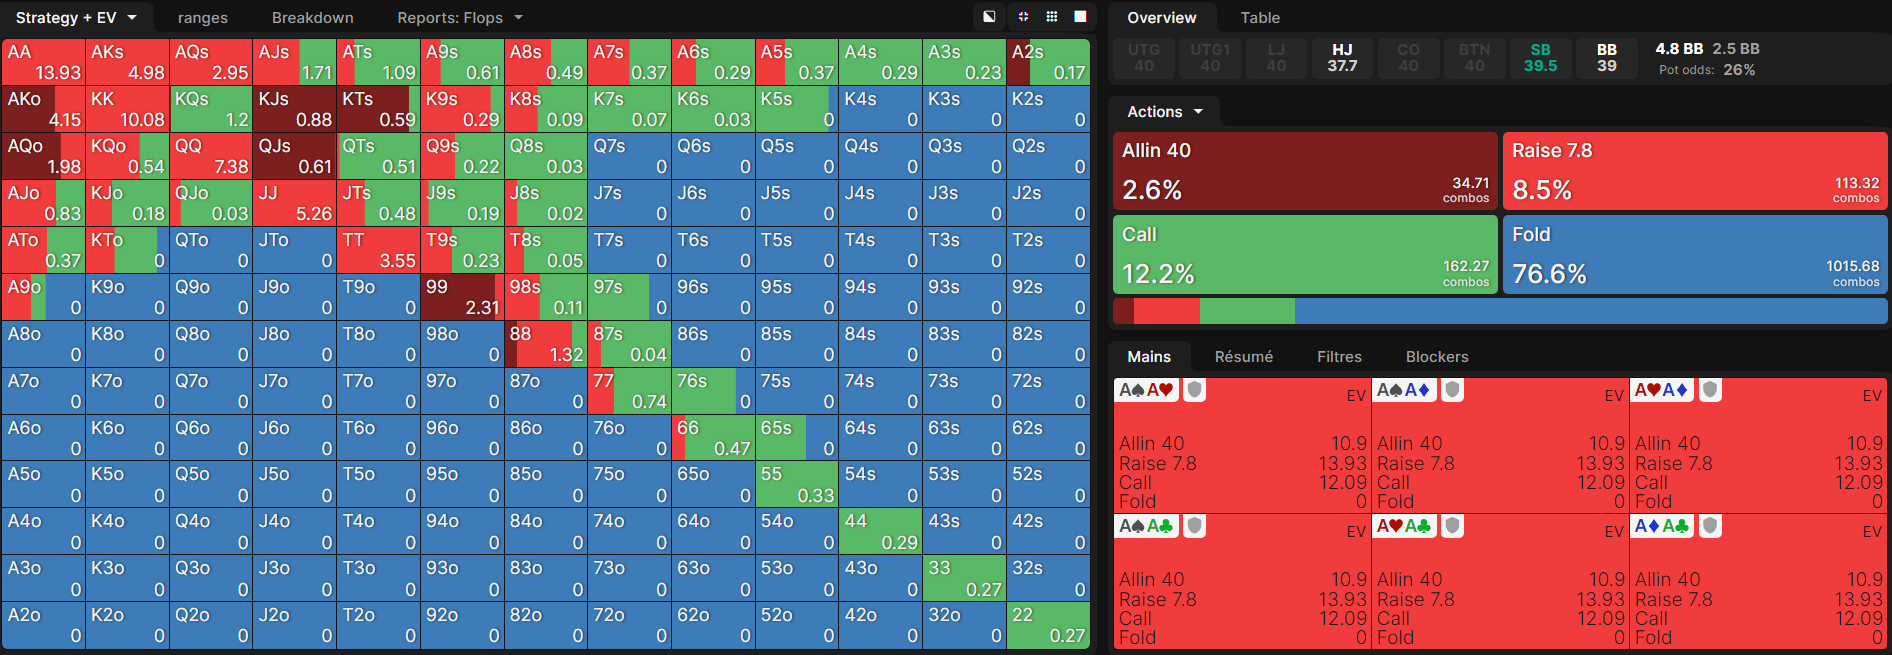 Strategy + EV ranges Breakdown Reports: Flops
AA AKs AQs AJs ATs A9s A8s A7s A6s A5s A4s A3s A2s
13.93 4.98 2.95 1.71 1.09 0.61 0.49 0.37 0.29 0.37 0.29 0.23 0.17
AKo KK KQs KJs KTs K9s K8s K7s K6s K5s K4s K3s K2s
4.15 10.08 1.2 0.88 0.59 0.29 0.09 0.07 0.03 0 0 0 0
AQo KQo QQ QJs QTs Q9s Q8s Q7s Q6s Q5s Q4s Q3s Q2s
1.98 0.54 7.38 0.61 0.51 0.22 0.03 0 0 0 0 0 0
AJo KJo QJo JJ JTs J9s J8s J7s J6s J5s J4s J3s J2s
0.83 0.18 0.03 5.26 0.48 0.19 0.02 0 0 0 0 0 0
ATo KTo QTo JTo TT T9s T8s T7s T6s T5s T4s T3s T2s
0.37 0 0 0 3.55 0.23 0.05 0 0 0 0 0 0
A9o K9o Q9o J9o T9o 99 98s 97s 96s 95s 94s 93s 92s
0 0 0 0 0 2.31 0.11 0 0 0 0 0 0
A8o K8o Q8o J8o T8o 98o 88 87s 86s 85s 84s 83s 82s
0 0 0 0 0 0 1.32 0.04 0 0 0 0 0
A7o K7o Q7o J7o T7o 97o 87o 77 76s 75s 74s 73s 72s
0 0 0 0 0 0 0 0.74 0 0 0 0 0
A6o K6o Q6o J6o T6o 96o 86o 76o 66 65s 64s 63s 62s
0 0 0 0 0 0 0 0 0.47 0 0 0 0
A5o K5o Q5o J5o T5o 95o 85o 75o 65o 55 54s 53s 52s
0 0 0 0 0 0 0 0 0 0.33 0 0 0
A4o K4o Q4o J4o T4o 94o 84o 74o 64o 54o 44 43s 42s
0 0 0 0 0 0 0 0 0 0 0.29 0 0
A3o K3o Q3o J3o T3o 93o 83o 73o 63o 53o 43o 33 32s
0 0 0 0 0 0 0 0 0 0 0 0.27 0
A2o K2o Q2o J2o T2o 92o 82o 72o 62o 52o 42o 32o 22
0 0 0 0 0 0 0 0 0 0 0 0 0.27
Overview Table
UTG UTG1 LJ HJ CO BTN SB BB 4.8 BB 2.5 BB
40 40 40 37.7 40 40 39.5 39 Pot odds: 26%
Actions
Allin 40 Raise 7.8
2.6% 34.71 combos 8.5% 113.32 combos
Call Fold
12.2% 162.27 combos 76.6% 1015.68 combos
Mains Résumé Filtres Blockers
A♠A♥ EV A♠A♦ EV A♥A♦ EV
Allin 40 10.9 Allin 40 10.9 Allin 40 10.9
Raise 7.8 13.93 Raise 7.8 13.93 Raise 7.8 13.93
Call 12.09 Call 12.09 Call 12.09
Fold 0 Fold 0 Fold 0
A♠A♣ EV A♥A♣ EV A♦A♣ EV
Allin 40 10.9 Allin 40 10.9 Allin 40 10.9
Raise 7.8 13.93 Raise 7.8 13.93 Raise 7.8 13.93
Call 12.09 Call 12.09 Call 12.09
Fold 0 Fold 0 Fold 0